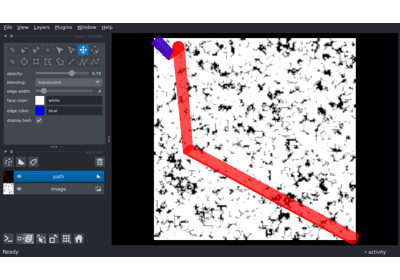 File View Layers Plugins Window Help
opacity: 0.70
blending: translucent
edge width:
face color: white
edge color: blue
display text:
path
Image
Ready
activity